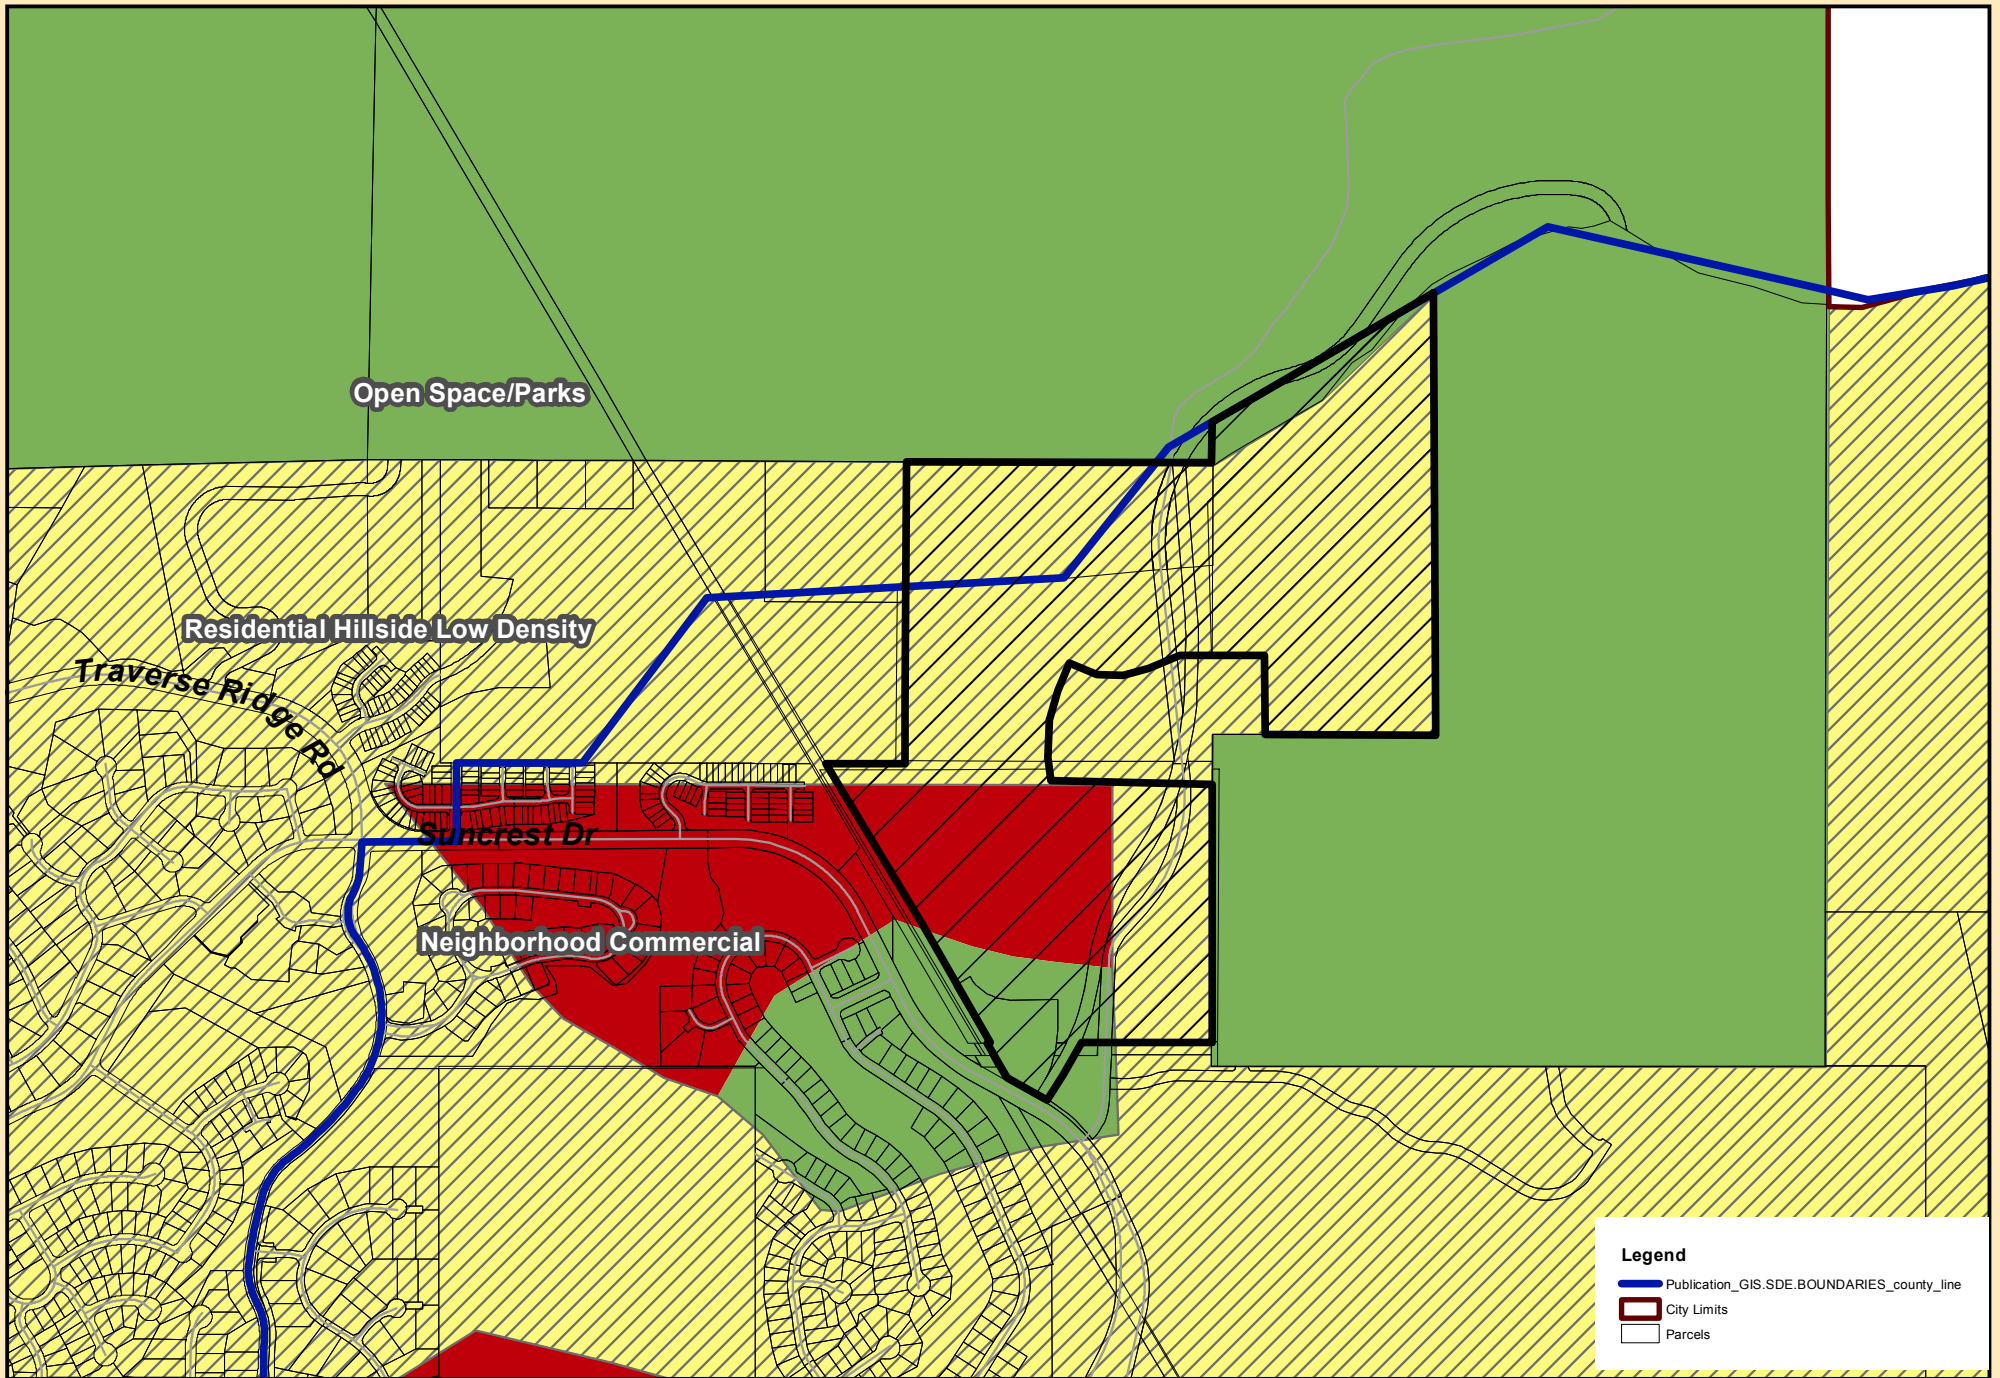 Open Space/Parks
Residential Hillside Low Density
Traverse Ridge Rd
Suncrest Dr
Neighborhood Commercial
Legend
Publication_GIS.SDE.BOUNDARIES_county_line
City Limits
Parcels